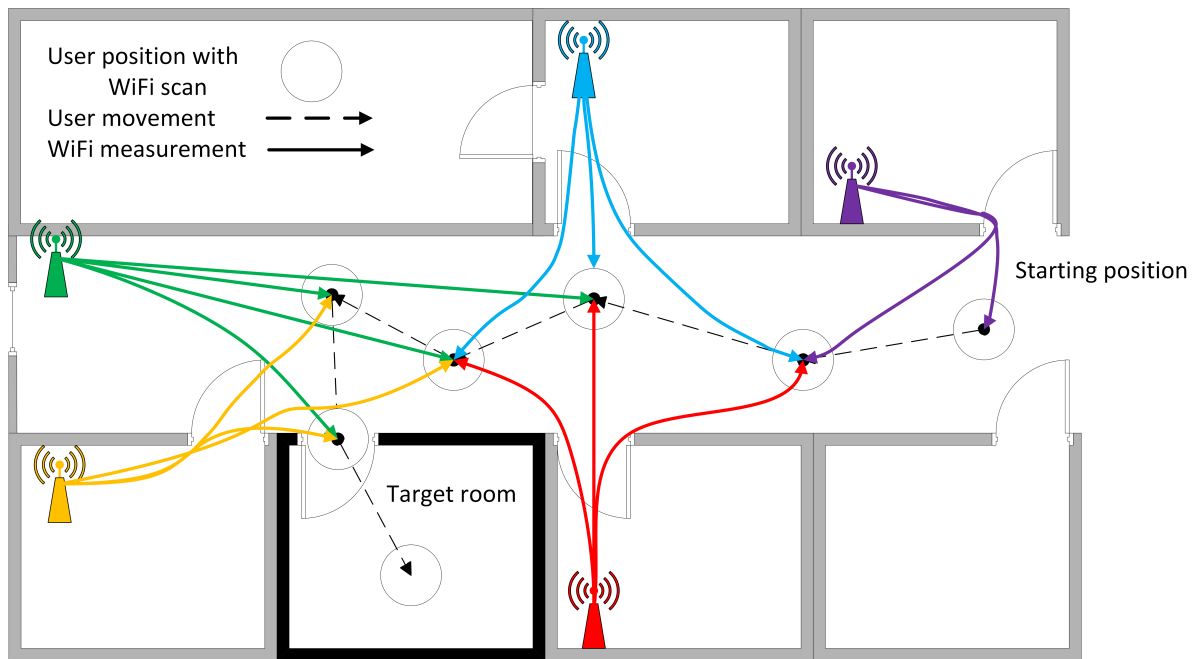 User position with
WiFi scan
User movement
WiFi measurement
Starting position
Target room